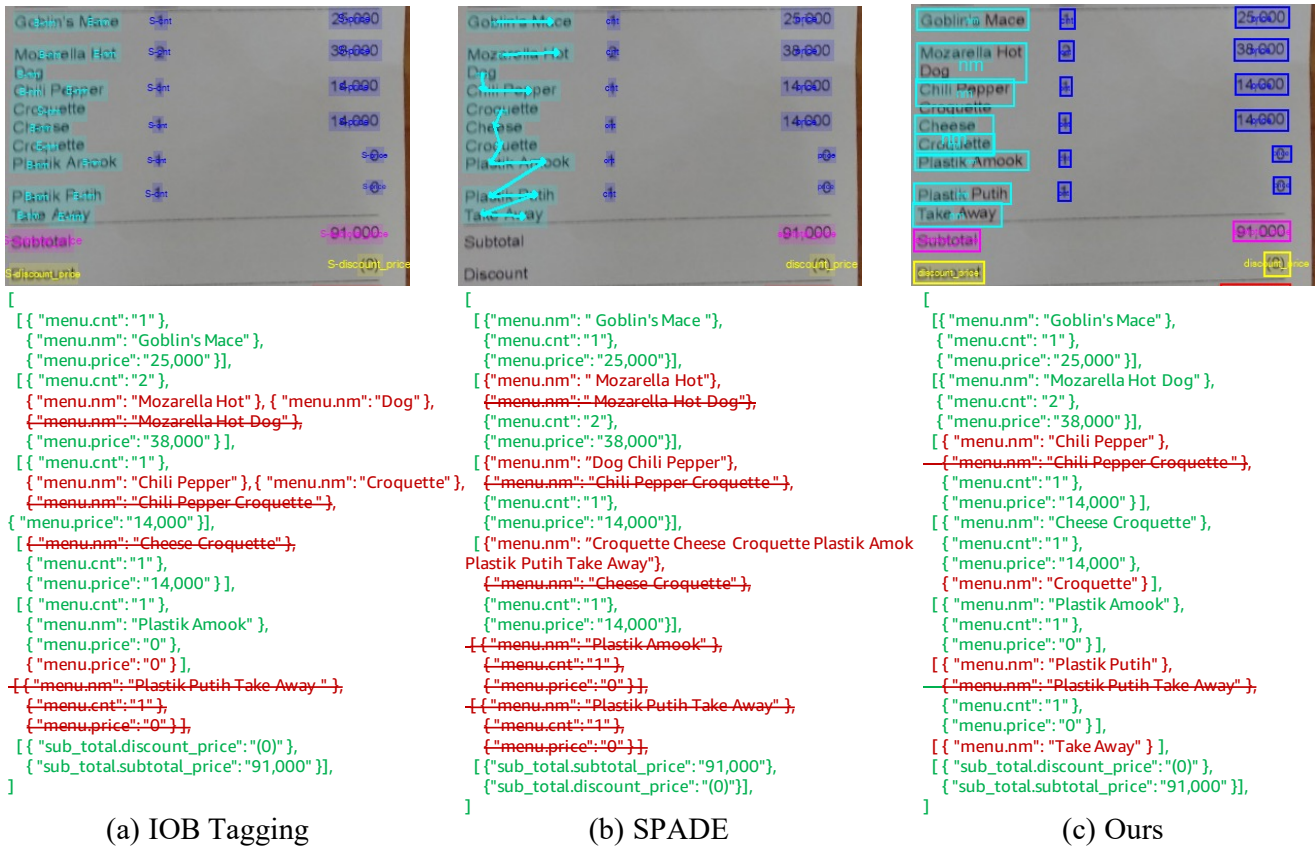 Goblin's Mace S-cnt 25,000
Mozarella Hot 38,000
Dog
Chili Pepper S-cnt 14,000
Croquette
Cheese 14,000
Croquette
Plastik Amook S-cnt
Plastik Putih S-cnt S-price
Take Away
Subtotal 91,000
S-discount_price S-discount_price
[
[{ "menu.cnt": "1" },
{ "menu.nm": "Goblin's Mace" },
{ "menu.price": "25,000" }],
[{ "menu.cnt": "2" },
{ "menu.nm": "Mozarella Hot" }, { "menu.nm": "Dog" },
{ "menu.nm": "Mozarella Hot Dog" },
{ "menu.price": "38,000" } ],
[{ "menu.cnt": "1" },
{ "menu.nm": "Chili Pepper" }, { "menu.nm": "Croquette" },
{ "menu.nm": "Chili Pepper Croquette " },
{ "menu.price": "14,000" }],
[ { "menu.nm": "Cheese Croquette" },
{ "menu.cnt": "1" },
{ "menu.price": "14,000" } ],
[{ "menu.cnt": "1" },
{ "menu.nm": "Plastik Amook" },
{ "menu.price": "0" },
{ "menu.price": "0" } ],
[{ "menu.nm": "Plastik Putih Take Away " },
{ "menu.cnt": "1" },
{ "menu.price": "0" } ],
[{ "sub_total.discount_price": "(0)" },
{ "sub_total.subtotal_price": "91,000" }],
]
(a) IOB Tagging
Goblin's Mace cnt 25,000
Mozarella Hot 38,000
Dog
Chili Pepper cnt 14,000
Croquette
Cheese 14,000
Croquette
Plastik Amook cnt
Plastik Putih cnt price
Take Away
Subtotal 91,000
Discount discount_price
[
[ {"menu.nm": " Goblin's Mace "},
{"menu.cnt": "1"},
{"menu.price": "25,000"}],
[ {"menu.nm": " Mozarella Hot"},
{"menu.nm": " Mozarella Hot Dog"},
{"menu.cnt": "2"},
{"menu.price": "38,000"}],
[ {"menu.nm": "Dog Chili Pepper"},
{"menu.nm": "Chili Pepper Croquette " },
{"menu.cnt": "1"},
{"menu.price": "14,000"}],
[ {"menu.nm": "Croquette Cheese Croquette Plastik Amok
Plastik Putih Take Away"},
{"menu.nm": "Cheese Croquette" },
{"menu.cnt": "1"},
{"menu.price": "14,000"}],
[ { "menu.nm": "Plastik Amook" },
{ "menu.cnt": "1" },
{ "menu.price": "0" } ],
[ { "menu.nm": "Plastik Putih Take Away" },
{ "menu.cnt": "1" },
{ "menu.price": "0" } ],
[ {"sub_total.subtotal_price": "91,000"},
{"sub_total.discount_price": "(0)"}],
]
(b) SPADE
Goblin's Mace 25,000
Mozarella Hot 2 38,000
Dog nm
Chili Pepper 14,000
Croquette
Cheese 1 14,000
Croquette
Plastik Amook 1
Plastik Putih 1
Take Away
Subtotal 91,000
discount_price discount_price
[
[{ "menu.nm": "Goblin's Mace" },
{ "menu.cnt": "1" },
{ "menu.price": "25,000" }],
[{ "menu.nm": "Mozarella Hot Dog" },
{ "menu.cnt": "2" },
{ "menu.price": "38,000" }],
[ { "menu.nm": "Chili Pepper" },
{ "menu.nm": "Chili Pepper Croquette " },
{ "menu.cnt": "1" },
{ "menu.price": "14,000" } ],
[{ "menu.nm": "Cheese Croquette" },
{ "menu.cnt": "1" },
{ "menu.price": "14,000" },
{ "menu.nm": "Croquette" } ],
[{ "menu.nm": "Plastik Amook" },
{ "menu.cnt": "1" },
{ "menu.price": "0" } ],
[ { "menu.nm": "Plastik Putih" },
{ "menu.nm": "Plastik Putih Take Away" },
{ "menu.cnt": "1" },
{ "menu.price": "0" } ],
[ { "menu.nm": "Take Away" } ],
[{ "sub_total.discount_price": "(0)" },
{ "sub_total.subtotal_price": "91,000" }],
]
(c) Ours